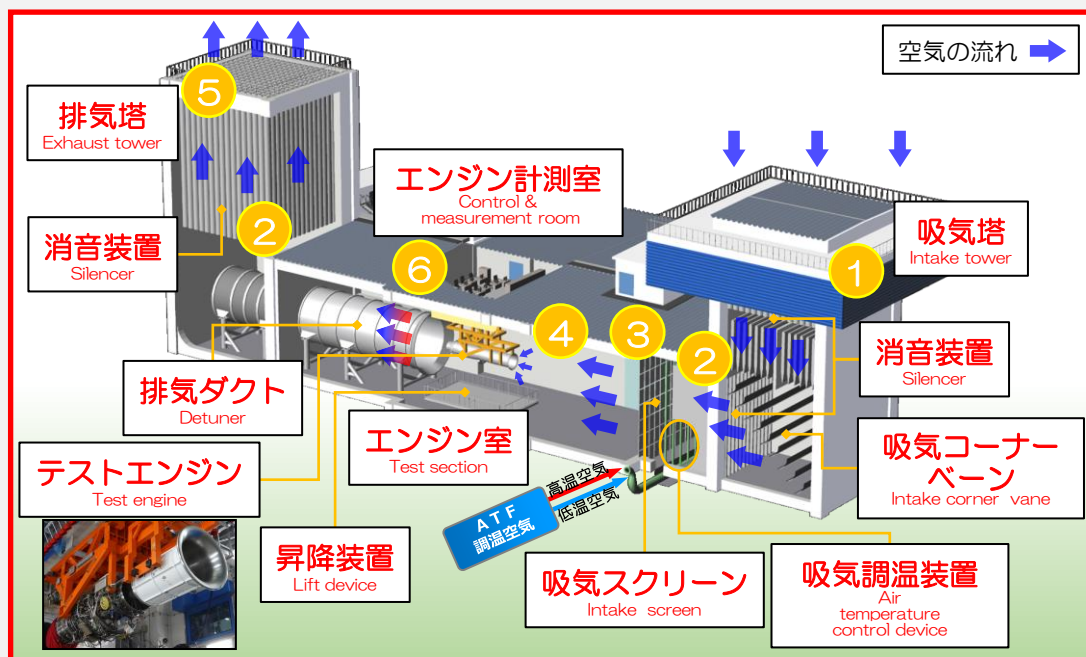 空気の流れ
⑤
排気塔
Exhaust tower
エンジン計測室
Control &
measurement room
吸気塔
Intake tower
①
消音装置
Silencer
②
⑥
④
③
②
消音装置
Silencer
排気ダクト
Detuner
エンジン室
Test section
吸気コーナー
ベーン
Intake corner vane
テストエンジン
Test engine
高温空気
低温空気
ATF
調温空気
昇降装置
Lift device
吸気スクリーン
Intake screen
吸気調温装置
Air
temperature
control device